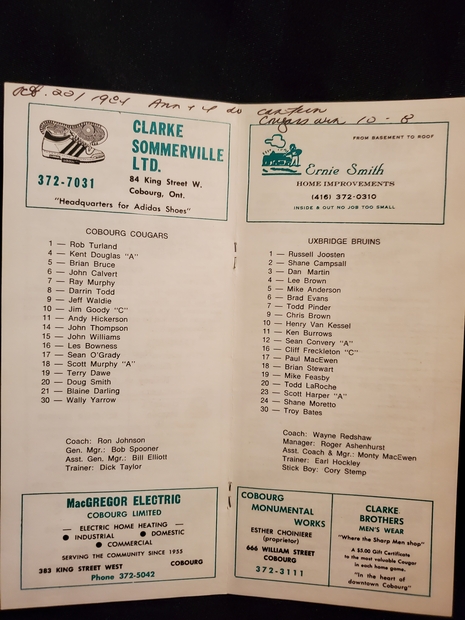 Feb. 22/1984 Ann + I do canteen
Cougars win 10 - 8
CLARKE
SOMMERVILLE
LTD.
372-7031
84 King Street W.
Cobourg, Ont.
"Headquarters for Adidas Shoes"
COBOURG COUGARS
1 — Rob Turland
4 — Kent Douglas "A"
5 — Brian Bruce
6 — John Calvert
7 — Ray Murphy
8 — Darrin Todd
9 — Jeff Waldie
10 — Jim Goody "C"
11 — Andy Hickerson
14 — John Thompson
15 — John Williams
16 — Les Bowness
17 — Sean O'Grady
18 — Scott Murphy "A"
19 — Terry Dawe
20 — Doug Smith
21 — Blaine Darling
30 — Wally Yarrow
Coach: Ron Johnson
Gen. Mgr.: Bob Spooner
Asst. Gen. Mgr.: Bill Elliott
Trainer: Dick Taylor
MacGREGOR ELECTRIC
COBOURG LIMITED
— ELECTRIC HOME HEATING —
● INDUSTRIAL ● DOMESTIC
● COMMERCIAL
SERVING THE COMMUNITY SINCE 1955
383 KING STREET WEST COBOURG
Phone 372-5042
FROM BASEMENT TO ROOF
Ernie Smith
HOME IMPROVEMENTS
(416) 372-0310
INSIDE & OUT NO JOB TOO SMALL
UXBRIDGE BRUINS
1 — Russell Joosten
2 — Shane Campsall
3 — Dan Martin
4 — Lee Brown
5 — Mike Anderson
6 — Brad Evans
7 — Todd Pinder
9 — Chris Brown
10 — Henry Van Kessel
11 — Ken Burrows
12 — Sean Convery "A"
16 — Cliff Freckleton "C"
17 — Paul MacEwen
18 — Brian Stewart
19 — Mike Feasby
20 — Todd LaRoche
23 — Scott Harper "A"
24 — Shane Moretto
30 — Troy Bates
Coach: Wayne Redshaw
Manager: Roger Ashenhurst
Asst. Coach & Mgr.: Monty MacEwen
Trainer: Earl Hockley
Stick Boy: Cory Stemp
COBOURG
MONUMENTAL
WORKS
ESTHER CHOINIERE
(proprietor)
666 WILLIAM STREET
COBOURG
372-3111
CLARKE
BROTHERS
MEN'S WEAR
"Where the Sharp Men shop"
A $5.00 Gift Certificate
to the most valuable Cougar
in each home game.
"In the heart of
downtown Cobourg"